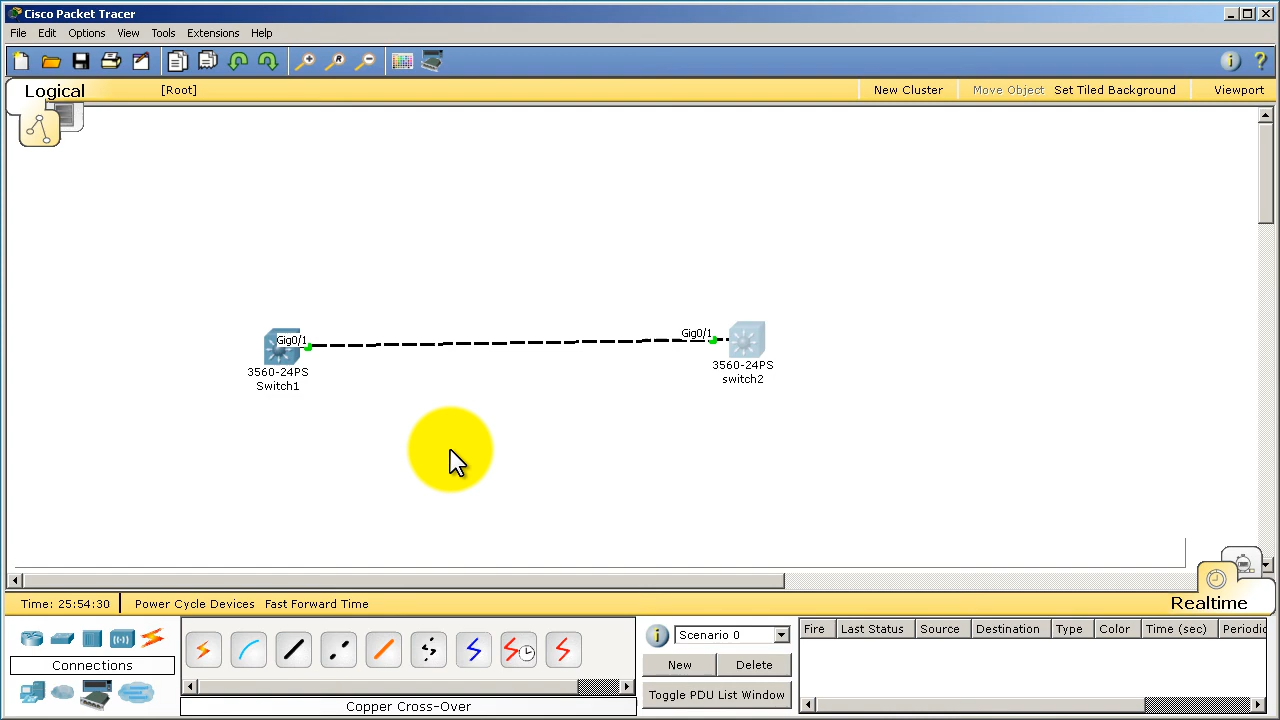 Cisco Packet Tracer
File Edit Options View Tools Extensions Help
Logical [Root] New Cluster Move Object Set Tiled Background Viewport
Gig0/1 Gig0/1
3560-24PS
Switch1
3560-24PS
switch2
Time: 25:54:30 Power Cycle Devices Fast Forward Time Realtime
Connections
Copper Cross-Over
Scenario 0
New Delete
Toggle PDU List Window
Fire Last Status Source Destination Type Color Time (sec) Periodic